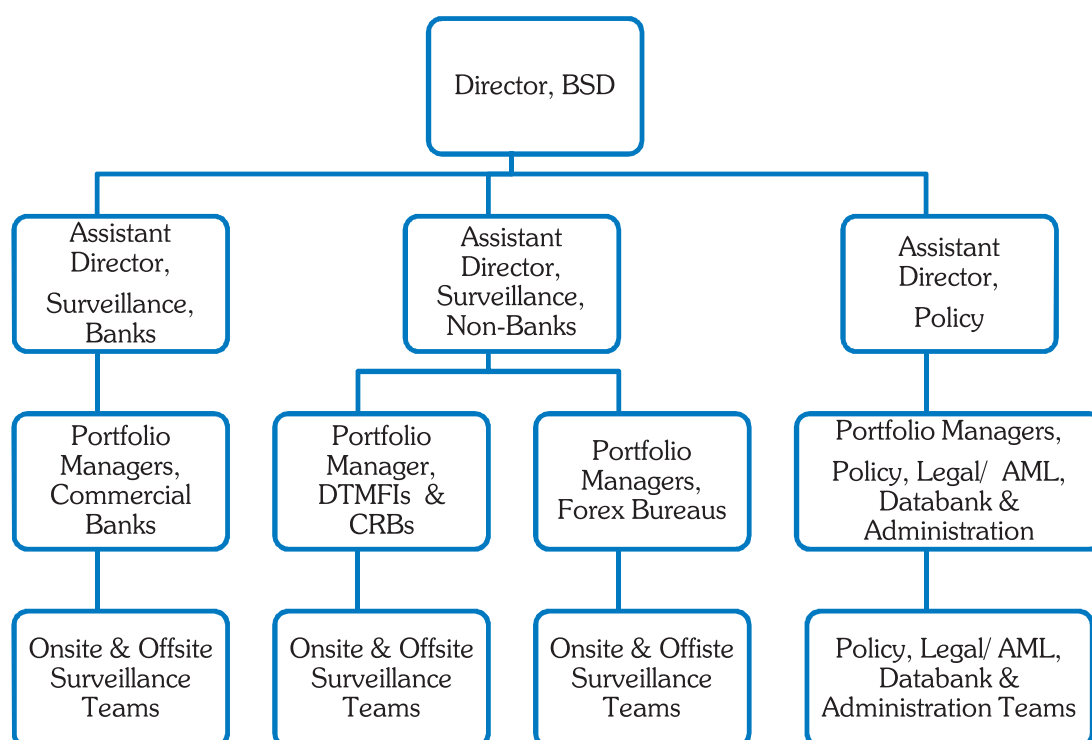 Director, BSD
Assistant
Director,
Surveillance,
Banks
Assistant
Director,
Surveillance,
Non-Banks
Assistant
Director,
Policy
Portfolio
Managers,
Commercial
Banks
Portfolio
Manager,
DTMFIs &
CRBs
Portfolio
Managers,
Forex Bureaus
Portfolio Managers,
Policy, Legal/ AML,
Databank &
Administration
Onsite & Offsite
Surveillance
Teams
Onsite & Offsite
Surveillance
Teams
Onsite & Offiste
Surveillance
Teams
Policy, Legal/ AML,
Databank &
Administration Teams